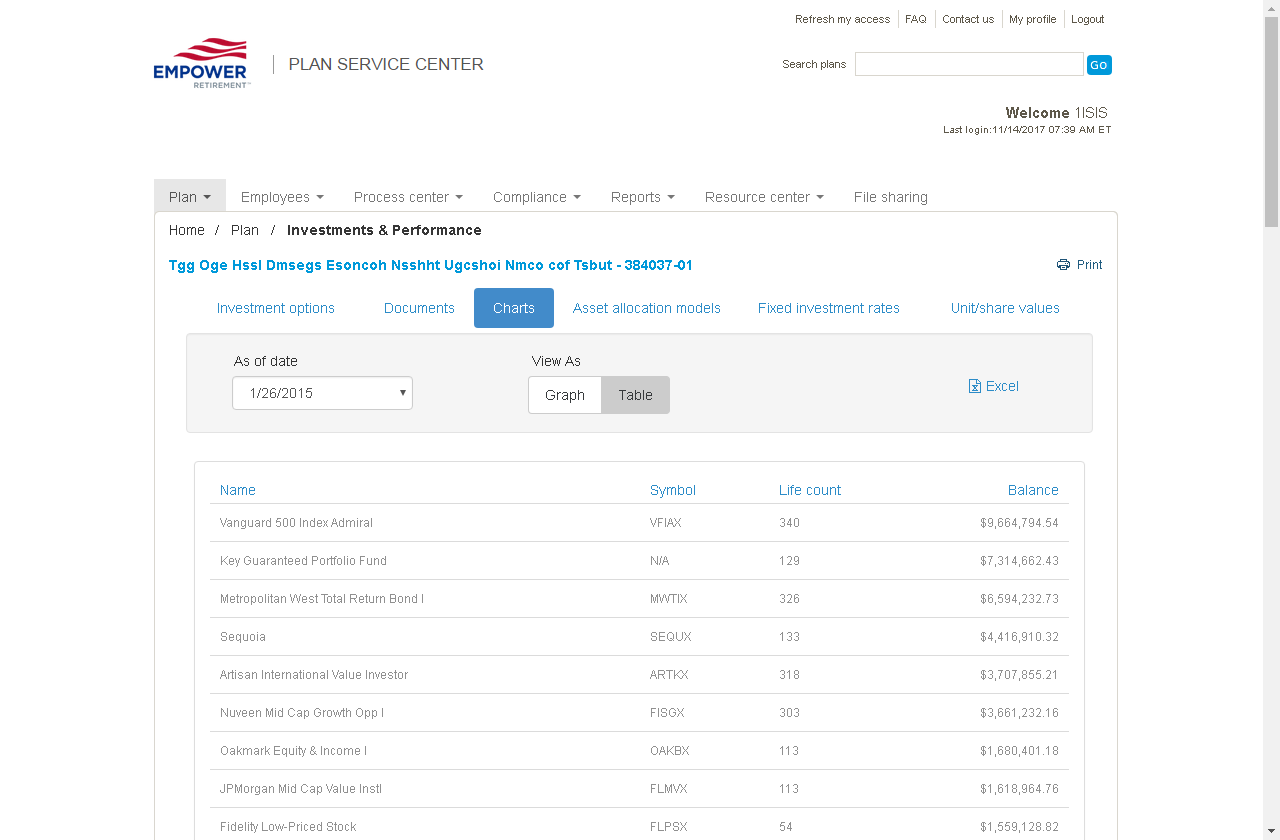 Refresh my access FAQ Contact us My profile Logout
EMPOWER
RETIREMENT™
PLAN SERVICE CENTER
Search plans Go
Welcome 1ISIS
Last login:11/14/2017 07:39 AM ET
Plan Employees Process center Compliance Reports Resource center File sharing
Home / Plan / Investments & Performance
Tgg Oge Hssl Dmsegs Esoncoh Nsshht Ugcshoi Nmco cof Tsbut - 384037-01 Print
Investment options Documents Charts Asset allocation models Fixed investment rates Unit/share values
As of date View As
1/26/2015 Graph Table Excel
Name Symbol Life count Balance
Vanguard 500 Index Admiral VFIAX 340 $9,664,794.54
Key Guaranteed Portfolio Fund N/A 129 $7,314,662.43
Metropolitan West Total Return Bond I MWTIX 326 $6,594,232.73
Sequoia SEQUX 133 $4,416,910.32
Artisan International Value Investor ARTKX 318 $3,707,855.21
Nuveen Mid Cap Growth Opp I FISGX 303 $3,661,232.16
Oakmark Equity & Income I OAKBX 113 $1,680,401.18
JPMorgan Mid Cap Value Instl FLMVX 113 $1,618,964.76
Fidelity Low-Priced Stock FLPSX 54 $1,559,128.82